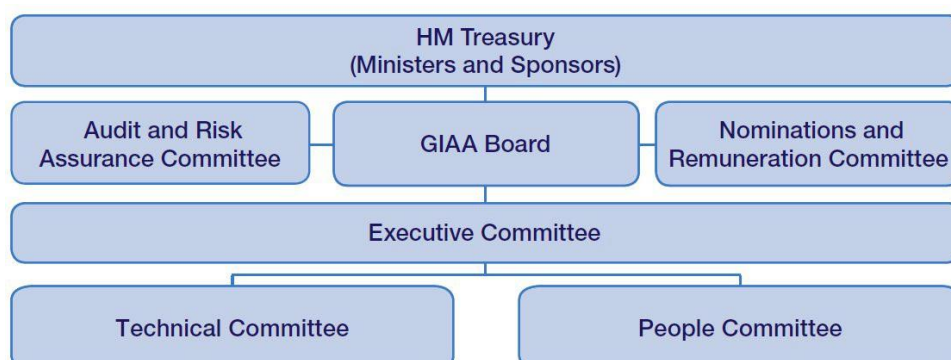 HM Treasury
(Ministers and Sponsors)
Audit and Risk
Assurance Committee
GIAA Board
Nominations and
Remuneration Committee
Executive Committee
Technical Committee
People Committee